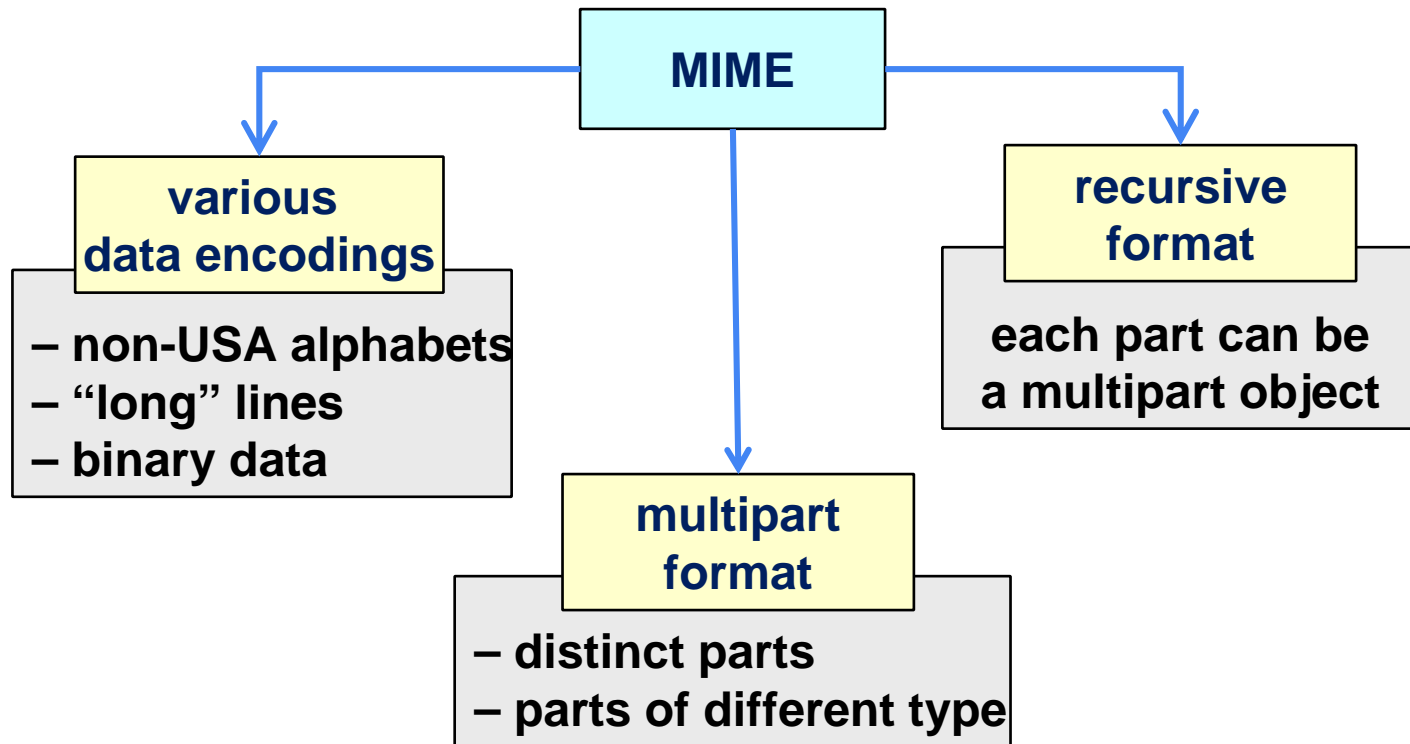 MIME
various
data encodings
– non-USA alphabets
– “long” lines
– binary data
multipart
format
– distinct parts
– parts of different type
recursive
format
each part can be
a multipart object